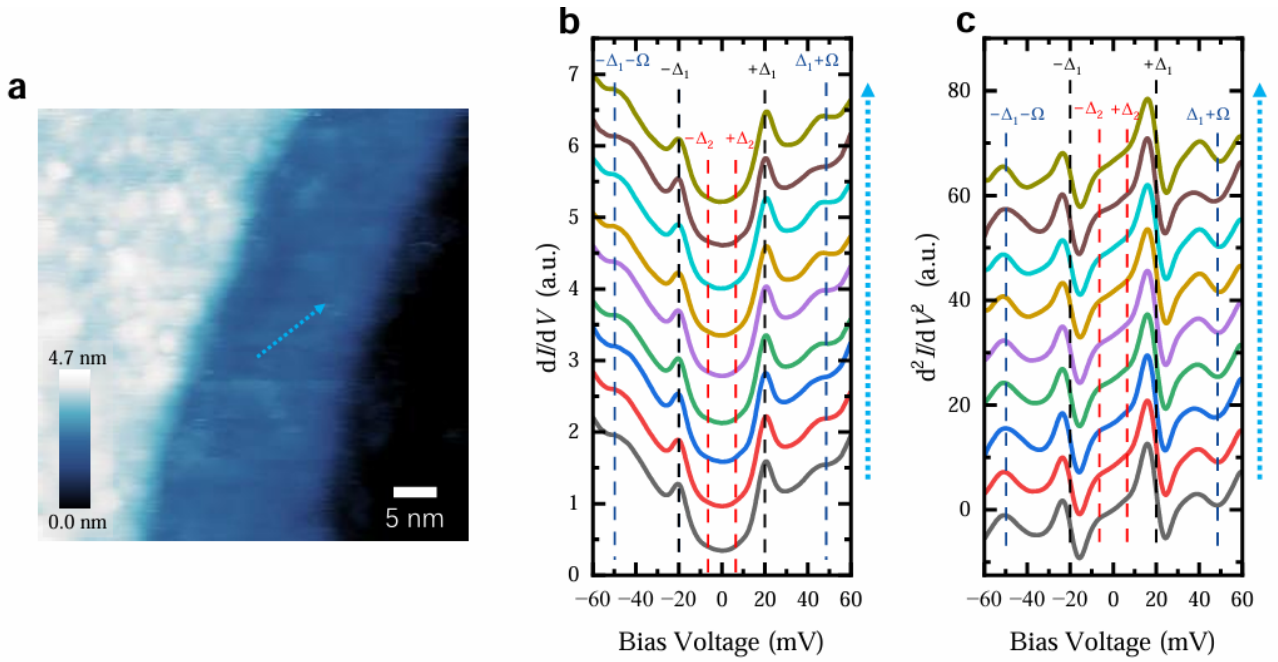 a
4.7 nm
0.0 nm
5 nm
b
−Δ₁−Ω
−Δ₁
+Δ₁
Δ₁+Ω
−Δ₂
+Δ₂
7
6
5
4
3
2
1
0
dI/dV (a.u.)
−60 −40 −20 0 20 40 60
Bias Voltage (mV)
c
−Δ₁
+Δ₁
−Δ₁−Ω
−Δ₂
+Δ₂
Δ₁+Ω
80
60
40
20
0
d² I/dV² (a.u.)
−60 −40 −20 0 20 40 60
Bias Voltage (mV)